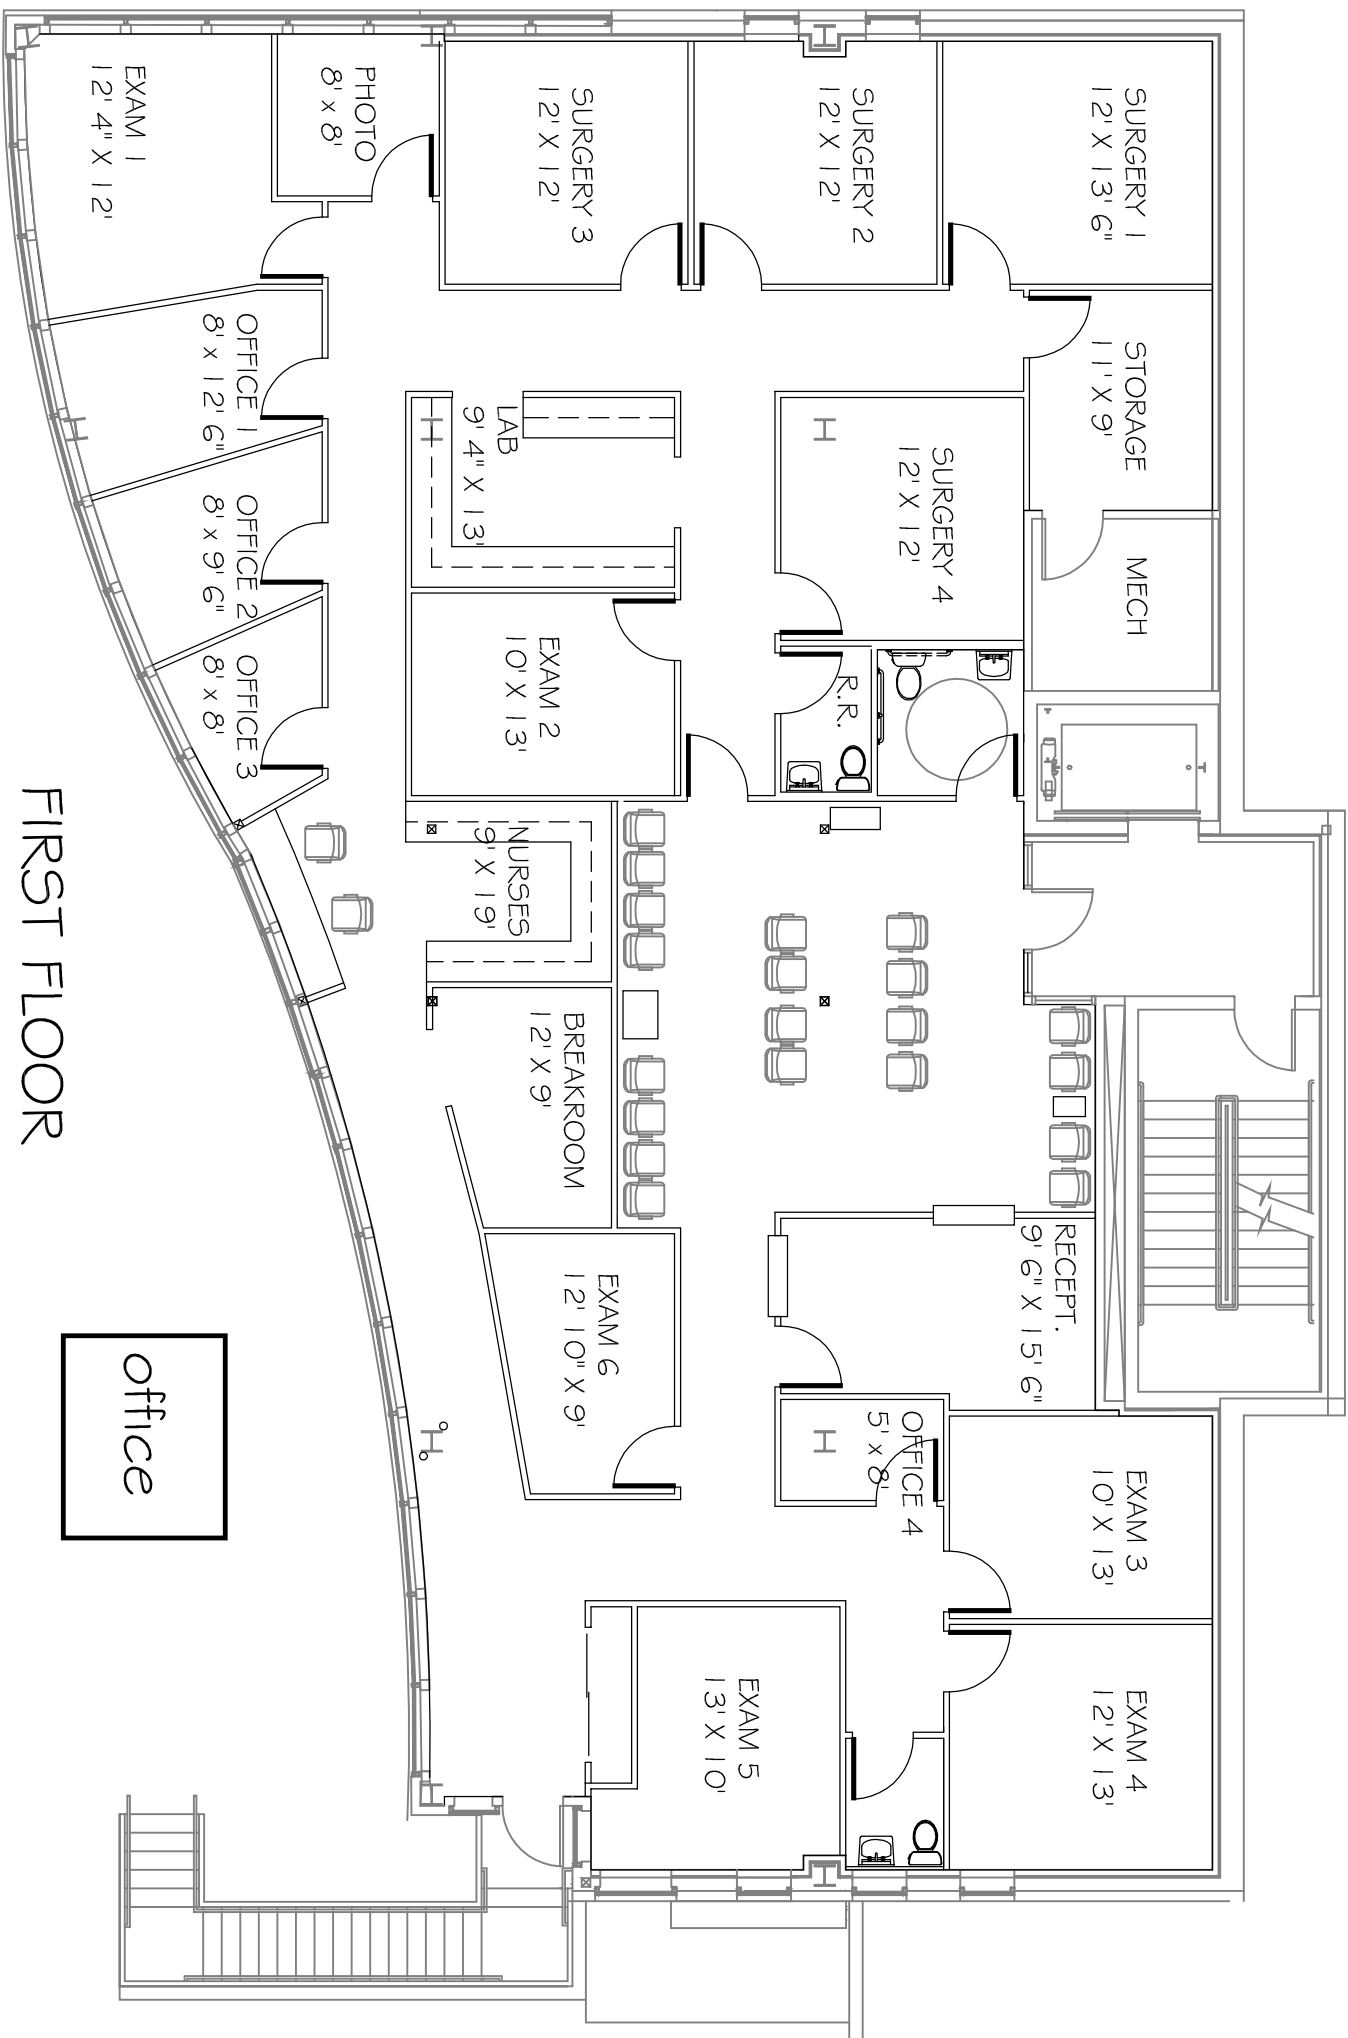 SURGERY 1
12' X 13' 6"
STORAGE
11' X 9'
MECH
SURGERY 2
12' X 12'
SURGERY 4
12' X 12'
R.R.
SURGERY 3
12' X 12'
LAB
9' 4" X 13'
EXAM 2
10' X 13'
NURSES
9' X 19'
BREAKROOM
12' X 9'
EXAM 6
12' 10" X 9'
RECEPT.
9' 6" X 15' 6"
OFFICE 4
5' x 8'
EXAM 3
10' X 13'
EXAM 4
12' X 13'
EXAM 5
13' X 10'
PHOTO
8' x 8'
EXAM 1
12' 4" X 12'
OFFICE 1
8' x 12' 6"
OFFICE 2
8' x 9' 6"
OFFICE 3
8' x 8'
FIRST FLOOR
office